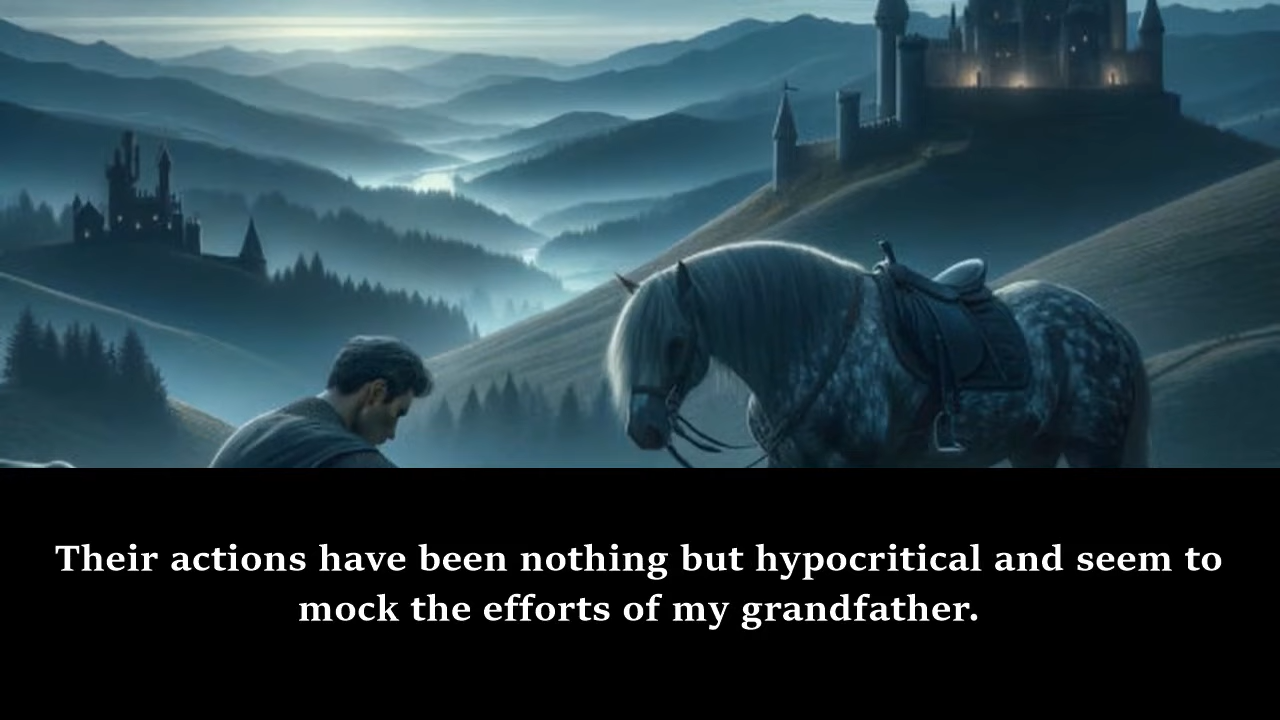 Their actions have been nothing but hypocritical and seem to
mock the efforts of my grandfather.